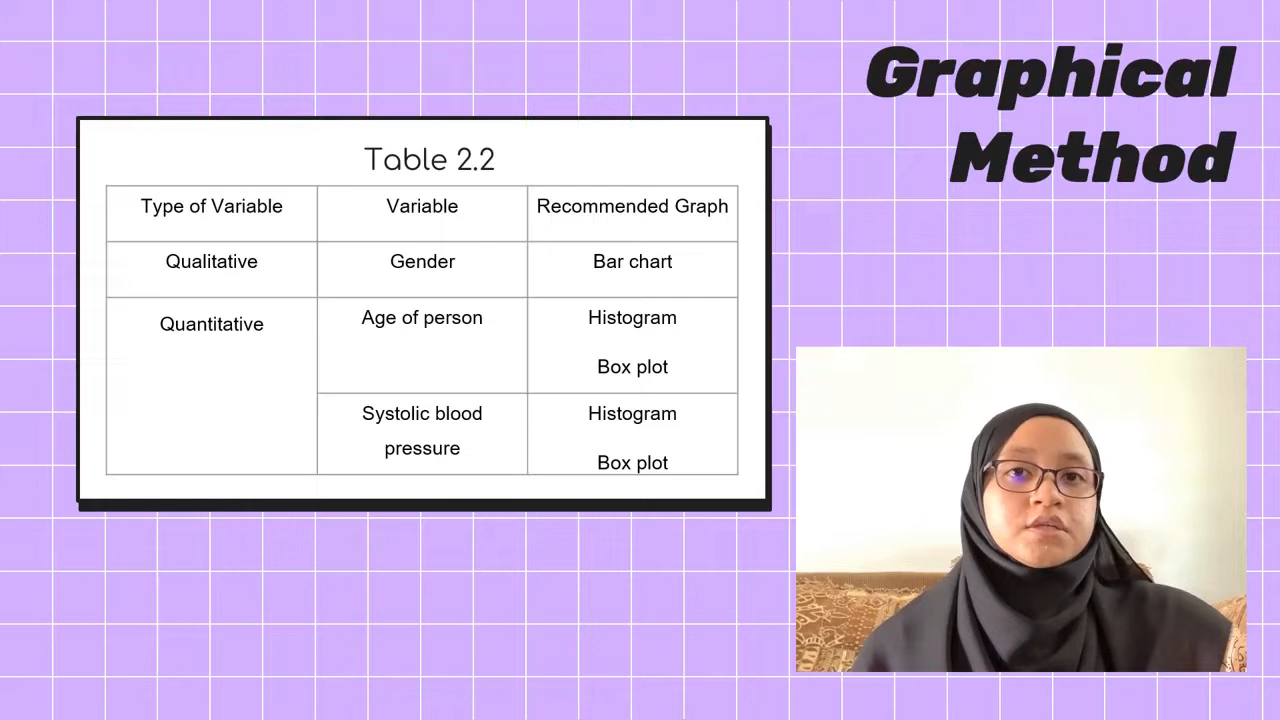 Graphical
Method
Table 2.2
Type of Variable Variable Recommended Graph
Qualitative Gender Bar chart
Quantitative Age of person Histogram
Box plot
Systolic blood pressure Histogram
Box plot